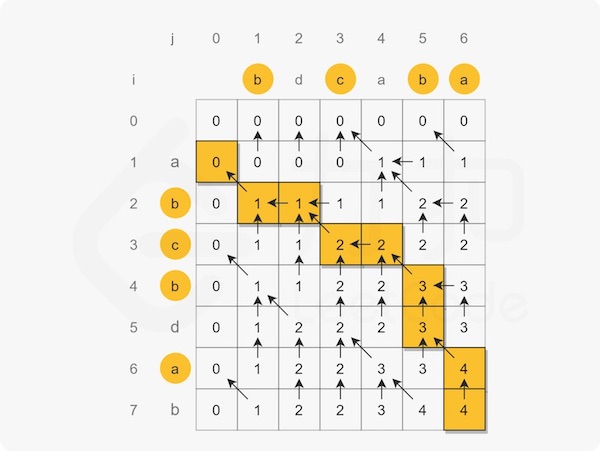 j 0 1 2 3 4 5 6
i b d c a b a
0 0 0 0 0 0 0 0
1 a 0 0 0 0 1 1 1
2 b 0 1 1 1 1 2 2
3 c 0 1 1 2 2 2 2
4 b 0 1 1 2 2 3 3
5 d 0 1 2 2 2 3 3
6 a 0 1 2 2 3 3 4
7 b 0 1 2 2 3 4 4